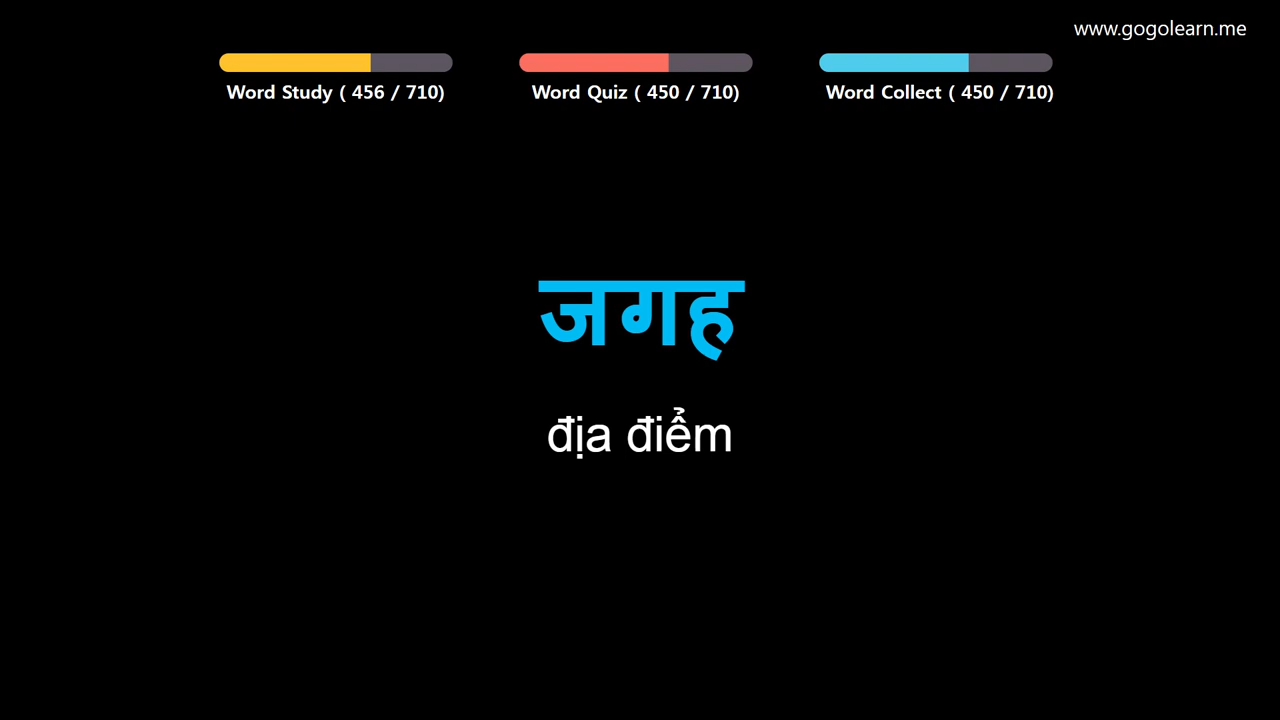 www.gogolearn.me
Word Study ( 456 / 710)
Word Quiz ( 450 / 710)
Word Collect ( 450 / 710)
जगह
địa điểm